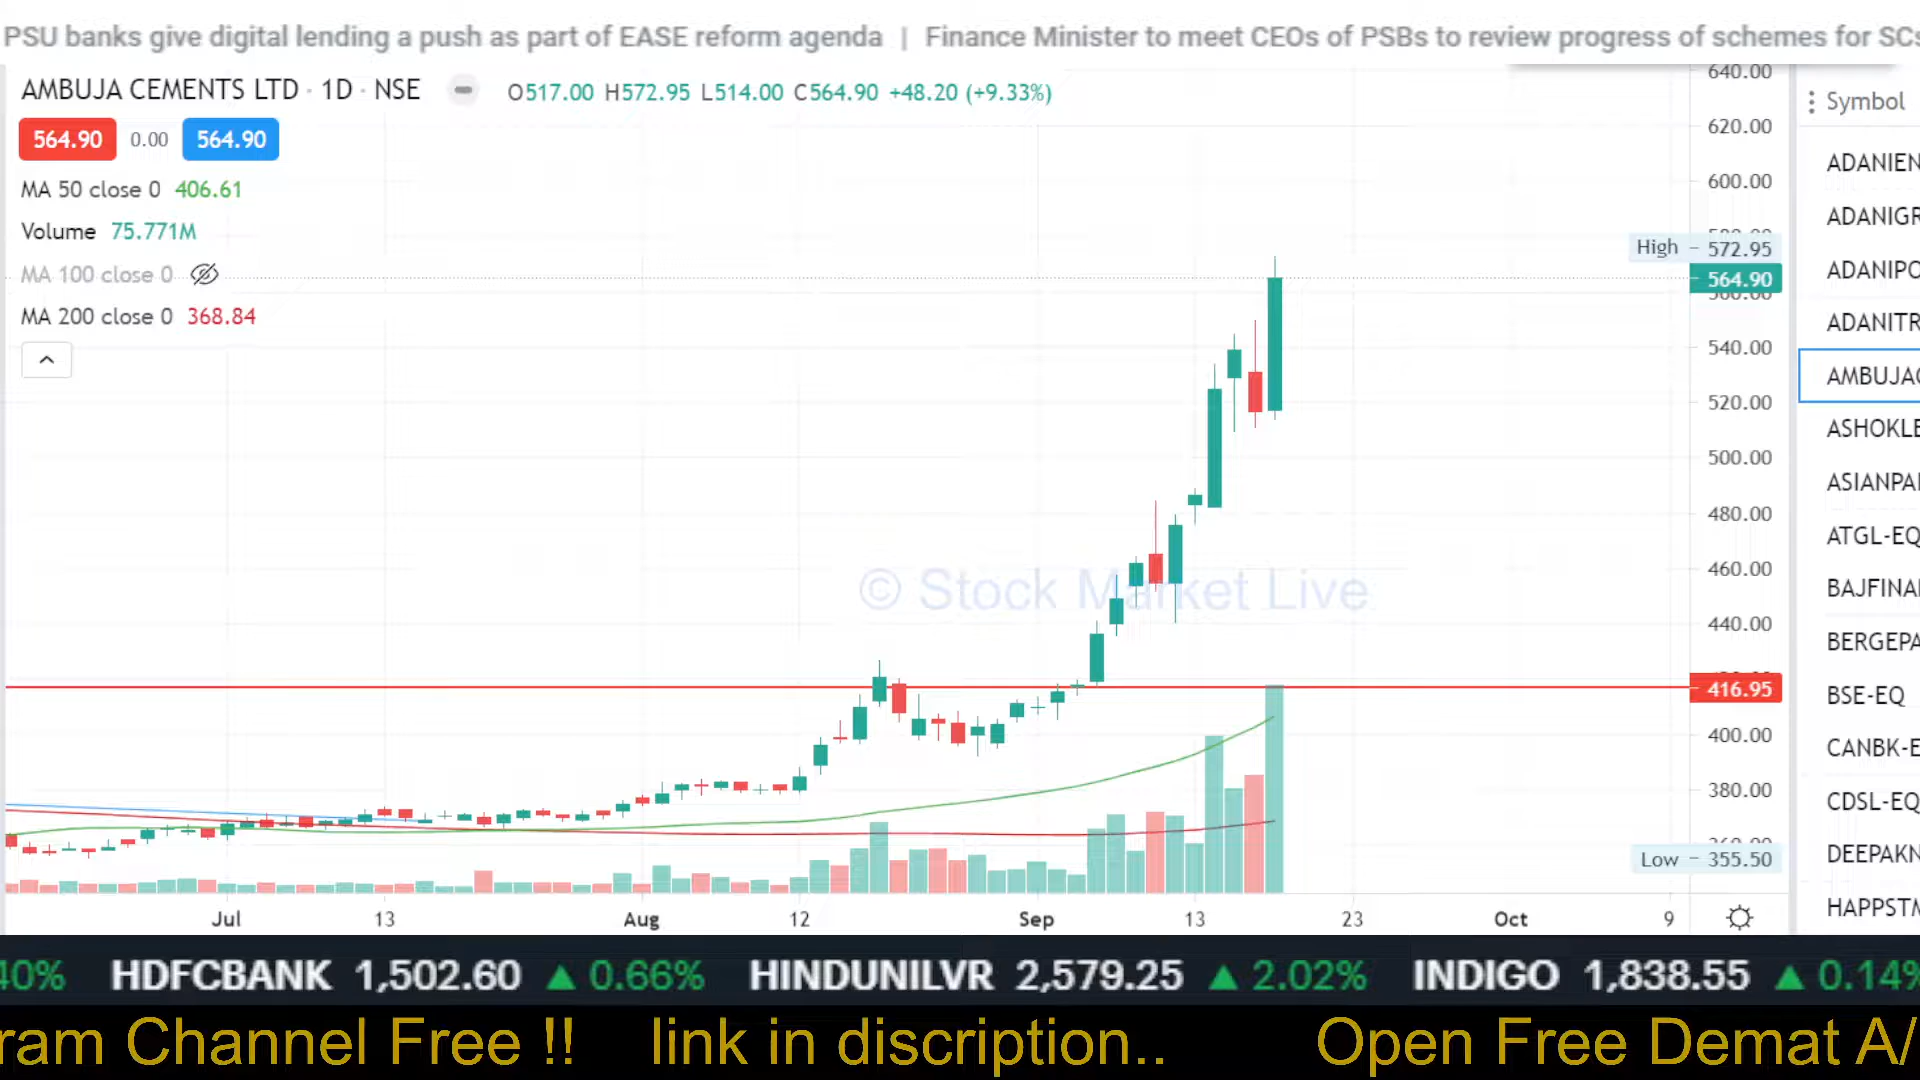 PSU banks give digital lending a push as part of EASE reform agenda | Finance Minister to meet CEOs of PSBs to review progress of schemes for SCs
AMBUJA CEMENTS LTD · 1D · NSE O517.00 H572.95 L514.00 C564.90 +48.20 (+9.33%)
564.90 0.00 564.90
MA 50 close 0 406.61
Volume 75.771M
MA 100 close 0
MA 200 close 0 368.84
© Stock Market Live
640.00
620.00
600.00
High 572.95
564.90
560.00
540.00
520.00
500.00
480.00
460.00
440.00
416.95
400.00
380.00
Low 355.50
Jul 13 Aug 12 Sep 13 23 Oct 9
Symbol
ADANIEN
ADANIGR
ADANIPO
ADANITR
AMBUJAC
ASHOKLE
ASIANPAI
ATGL-EQ
BAJFINAI
BERGEPA
BSE-EQ
CANBK-E
CDSL-EQ
DEEPAKN
HAPPSTM
40% HDFCBANK 1,502.60 ▲ 0.66% HINDUNILVR 2,579.25 ▲ 2.02% INDIGO 1,838.55 ▲ 0.14%
ram Channel Free !! link in discription.. Open Free Demat A/